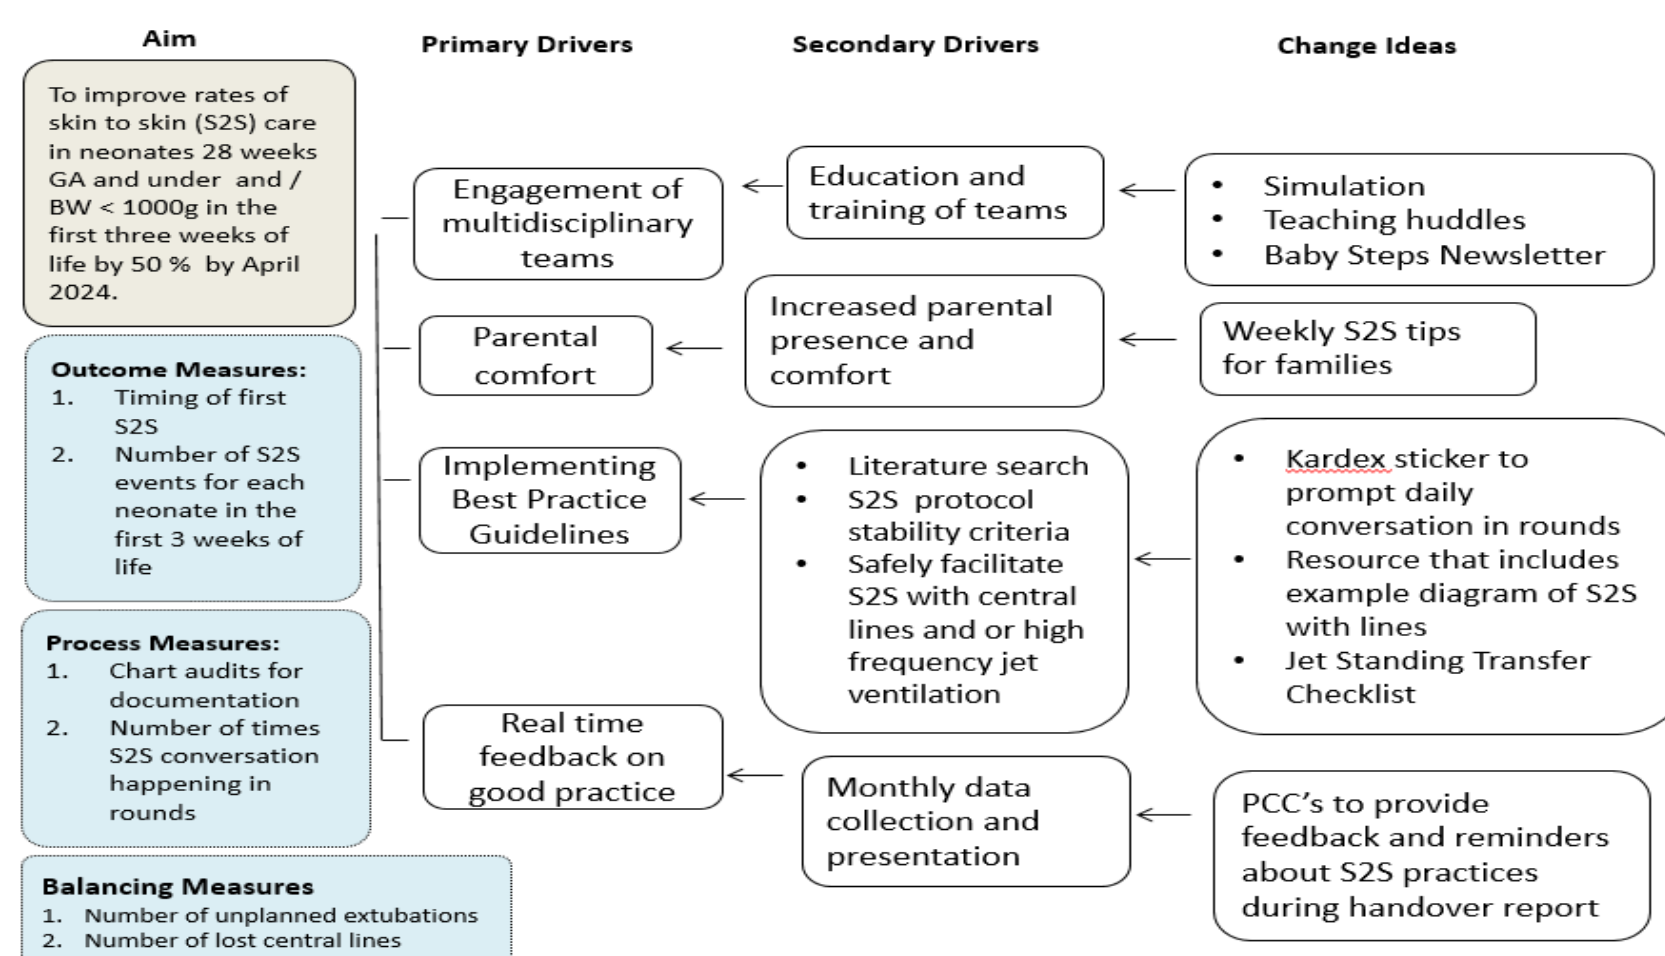 Aim
Primary Drivers
Secondary Drivers
Change Ideas
To improve rates of
skin to skin (S2S) care
in neonates 28 weeks
GA and under and /
BW < 1000g in the
first three weeks of
life by 50 % by April
2024.
Outcome Measures:
1. Timing of first
S2S
2. Number of S2S
events for each
neonate in the
first 3 weeks of
life
Process Measures:
1. Chart audits for
documentation
2. Number of times
S2S conversation
happening in
rounds
Balancing Measures
1. Number of unplanned extubations
2. Number of lost central lines
Engagement of
multidisciplinary
teams
Parental
comfort
Implementing
Best Practice
Guidelines
Real time
feedback on
good practice
Education and
training of teams
Increased parental
presence and
comfort
• Literature search
• S2S protocol
stability criteria
• Safely facilitate
S2S with central
lines and or high
frequency jet
ventilation
Monthly data
collection and
presentation
• Simulation
• Teaching huddles
• Baby Steps Newsletter
Weekly S2S tips
for families
• Kardex sticker to
prompt daily
conversation in rounds
• Resource that includes
example diagram of S2S
with lines
• Jet Standing Transfer
Checklist
PCC’s to provide
feedback and reminders
about S2S practices
during handover report